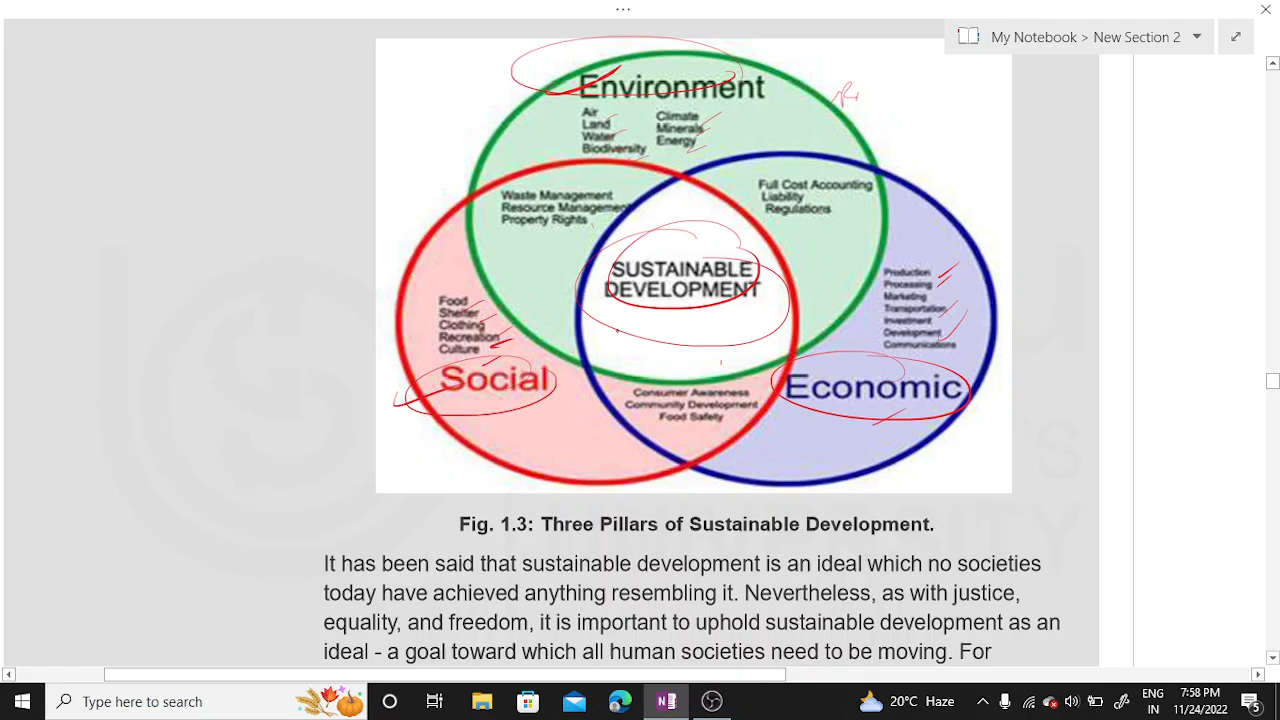 ...
My Notebook > New Section 2
Environment
Air
Land
Water
Biodiversity
Climate
Minerals
Energy
Waste Management
Resource Management
Property Rights
Full Cost Accounting
Liability
Regulations
SUSTAINABLE
DEVELOPMENT
Food
Shelter
Clothing
Recreation
Culture
Social
Production
Processing
Marketing
Transportation
Investment
Development
Communications
Economic
Consumer Awareness
Community Development
Food Safety
Fig. 1.3: Three Pillars of Sustainable Development.
It has been said that sustainable development is an ideal which no societies
today have achieved anything resembling it. Nevertheless, as with justice,
equality, and freedom, it is important to uphold sustainable development as an
ideal - a goal toward which all human societies need to be moving. For
Type here to search
20°C Haze
ENG
IN
7:58 PM
11/24/2022
5